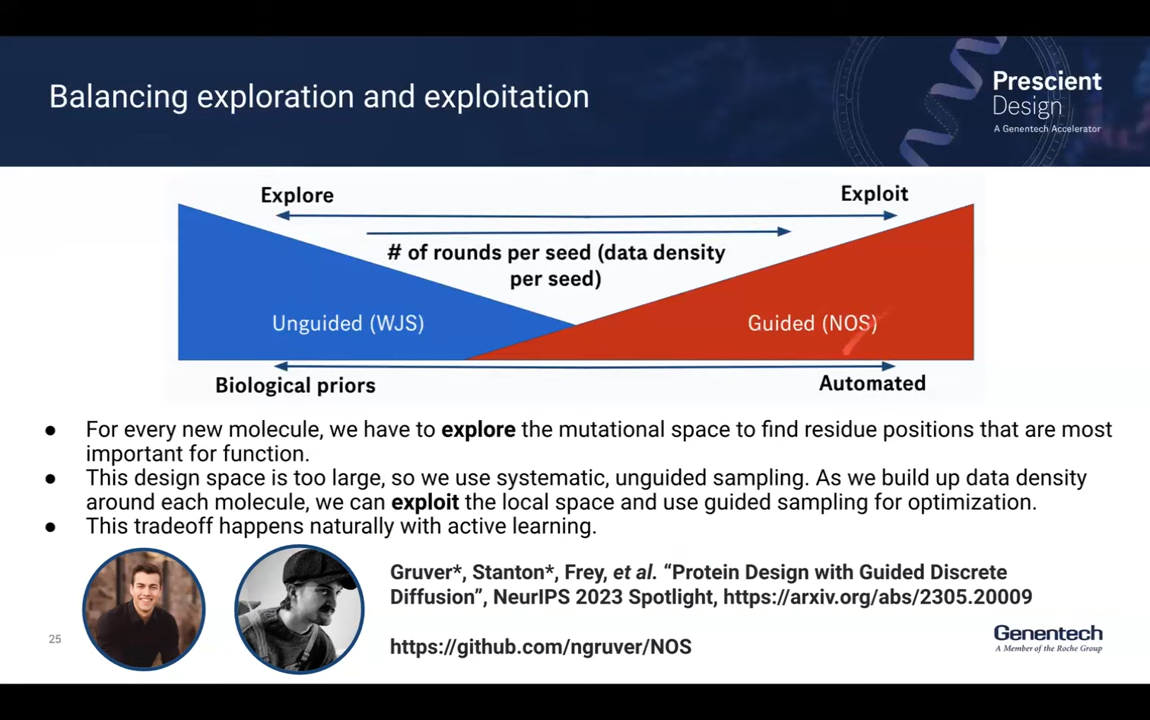 Balancing exploration and exploitation
Prescient
Design
A Genentech Accelerator
Explore
Exploit
# of rounds per seed (data density
per seed)
Unguided (WJS)
Guided (NOS)
Biological priors
Automated
● For every new molecule, we have to explore the mutational space to find residue positions that are most
important for function.
● This design space is too large, so we use systematic, unguided sampling. As we build up data density
around each molecule, we can exploit the local space and use guided sampling for optimization.
● This tradeoff happens naturally with active learning.
Gruver*, Stanton*, Frey, et al. “Protein Design with Guided Discrete
Diffusion”, NeurIPS 2023 Spotlight, https://arxiv.org/abs/2305.20009
https://github.com/ngruver/NOS
25
Genentech
A Member of the Roche Group